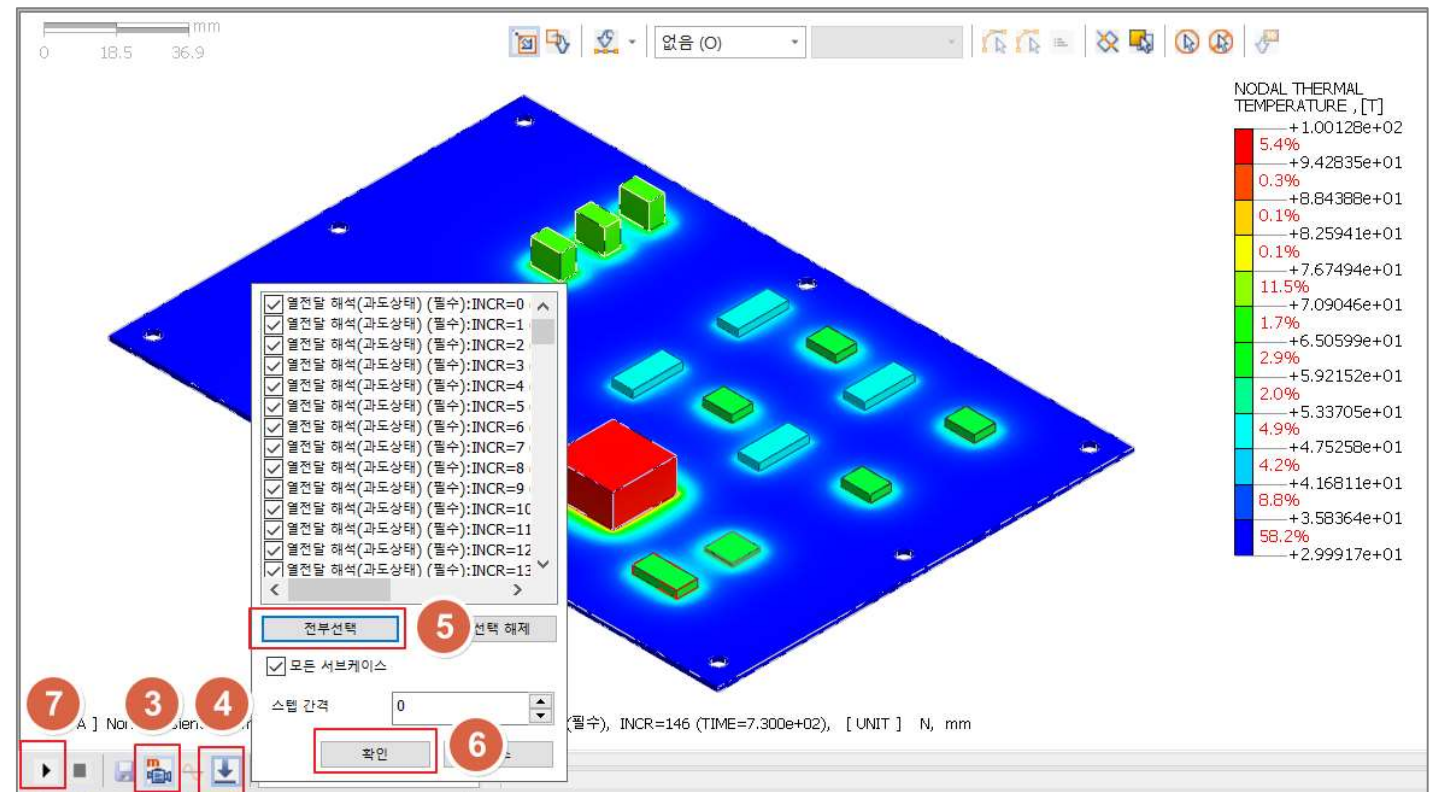 mm
0 18.5 36.9
없음 (O)
NODAL THERMAL
TEMPERATURE , [T]
+1.00128e+02
5.4%
+9.42835e+01
0.3%
+8.84388e+01
0.1%
+8.25941e+01
0.1%
+7.67494e+01
11.5%
+7.09046e+01
1.7%
+6.50599e+01
2.9%
+5.92152e+01
2.0%
+5.33705e+01
4.9%
+4.75258e+01
4.2%
+4.16811e+01
8.8%
+3.58364e+01
58.2%
+2.99917e+01
열전달 해석(과도상태) (필수):INCR=0
열전달 해석(과도상태) (필수):INCR=1
열전달 해석(과도상태) (필수):INCR=2
열전달 해석(과도상태) (필수):INCR=3
열전달 해석(과도상태) (필수):INCR=4
열전달 해석(과도상태) (필수):INCR=5
열전달 해석(과도상태) (필수):INCR=6
열전달 해석(과도상태) (필수):INCR=7
열전달 해석(과도상태) (필수):INCR=8
열전달 해석(과도상태) (필수):INCR=9
열전달 해석(과도상태) (필수):INCR=10
열전달 해석(과도상태) (필수):INCR=11
열전달 해석(과도상태) (필수):INCR=12
열전달 해석(과도상태) (필수):INCR=13
전부선택 5 선택 해제
모든 서브케이스
스텝 간격 0
7 3 4
A ] (필수), INCR=146 (TIME=7.300e+02), [ UNIT ] N, mm
확인 6
m